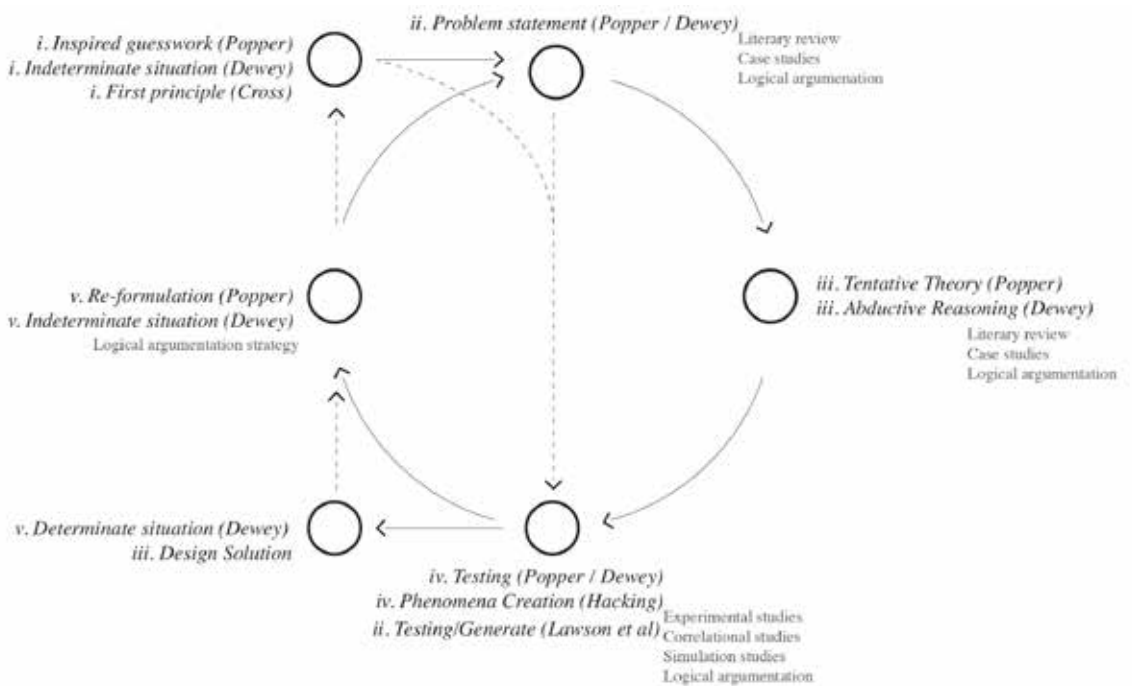 ii. Problem statement (Popper / Dewey)
Literary review
Case studies
Logical argumenation
i. Inspired guesswork (Popper)
i. Indeterminate situation (Dewey)
i. First principle (Cross)
v. Re-formulation (Popper)
v. Indeterminate situation (Dewey)
Logical argumentation strategy
iii. Tentative Theory (Popper)
iii. Abductive Reasoning (Dewey)
Literary review
Case studies
Logical argumentation
v. Determinate situation (Dewey)
iii. Design Solution
iv. Testing (Popper / Dewey)
iv. Phenomena Creation (Hacking)
ii. Testing/Generate (Lawson et al)
Experimental studies
Correlational studies
Simulation studies
Logical argumentation